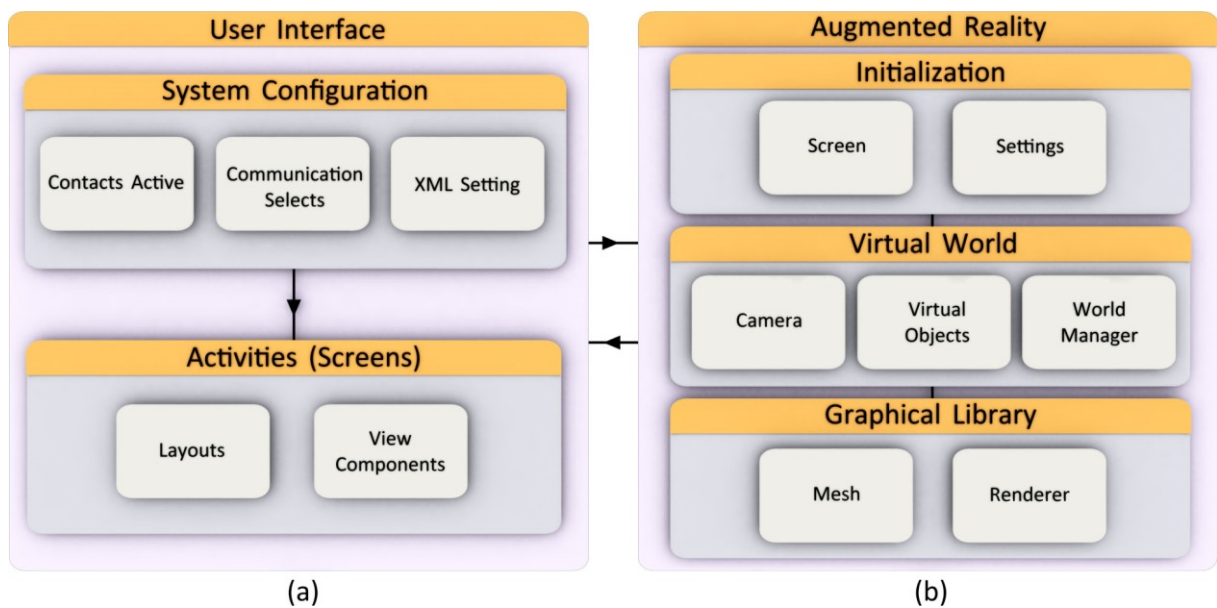 User Interface
System Configuration
Contacts Active
Communication
Selects
XML Setting
Activities (Screens)
Layouts
View
Components
(a)
Augmented Reality
Initialization
Screen
Settings
Virtual World
Camera
Virtual
Objects
World
Manager
Graphical Library
Mesh
Renderer
(b)